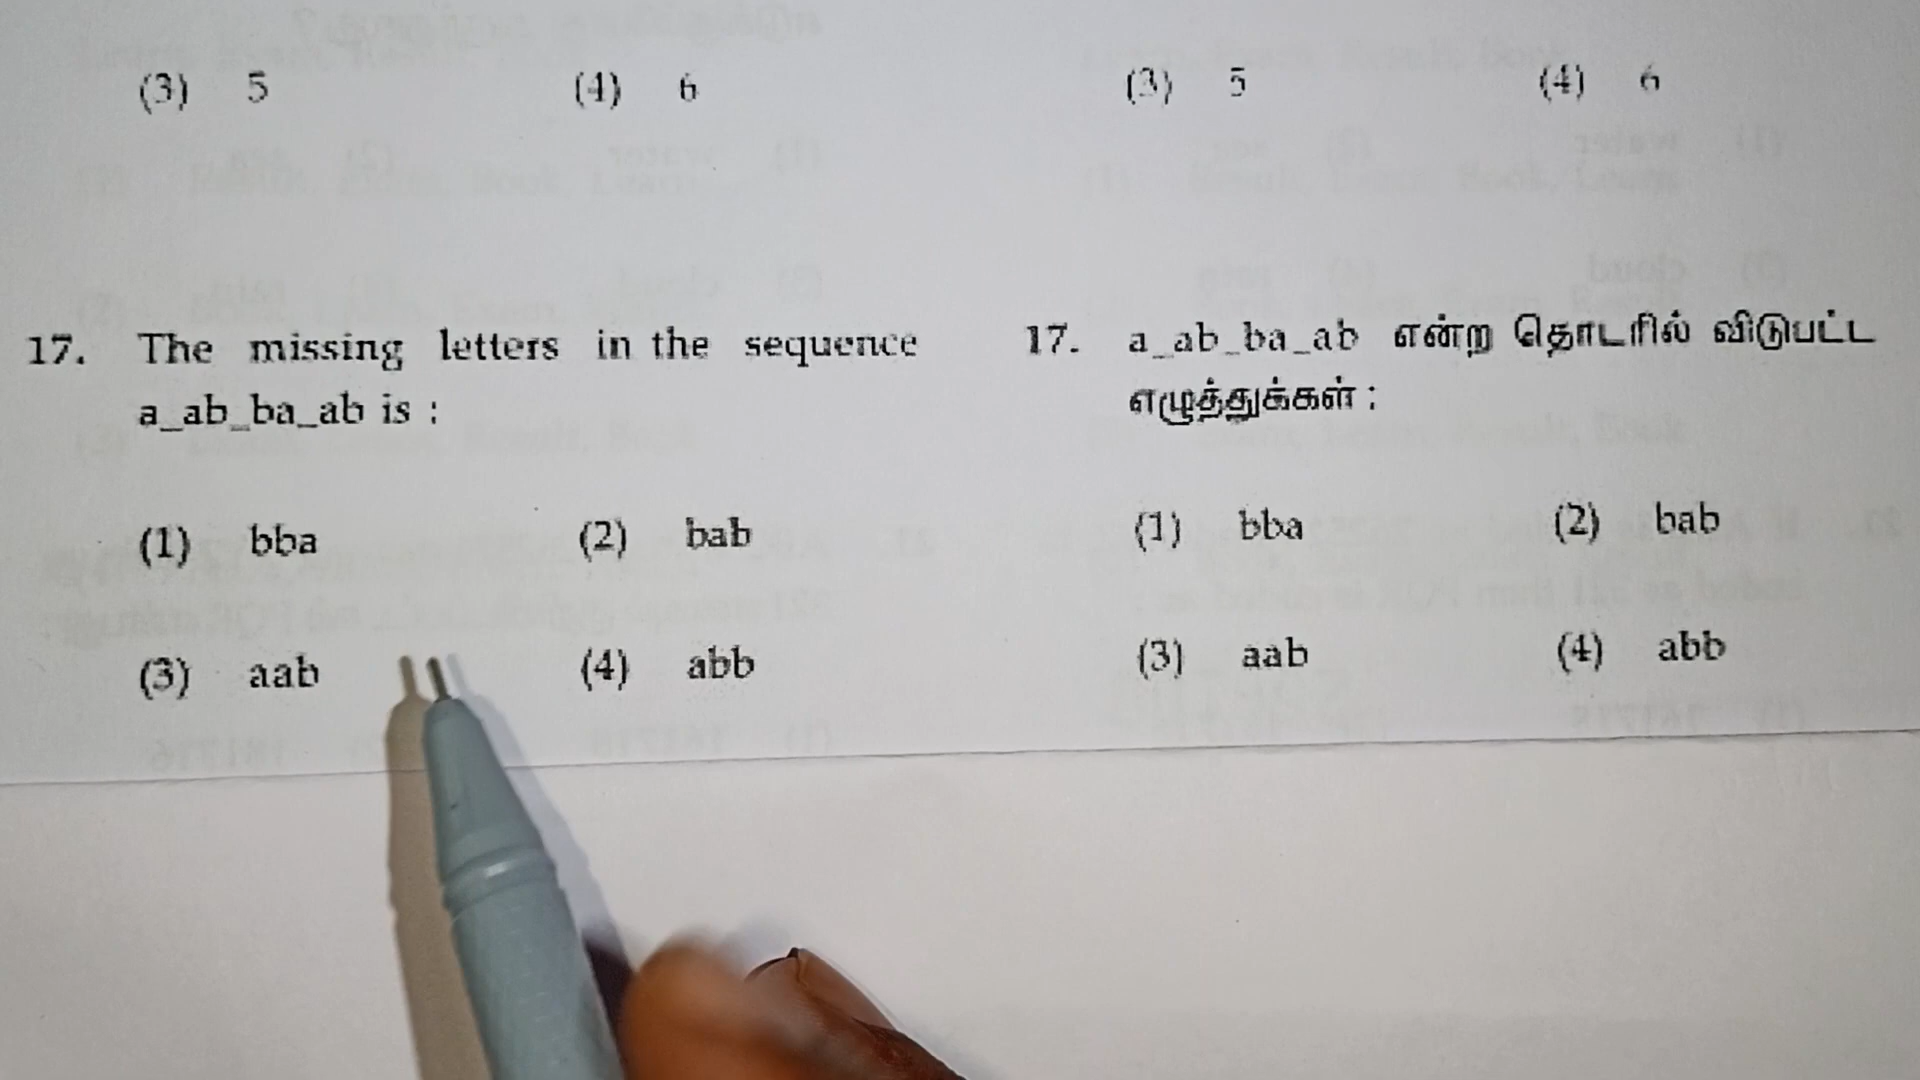 (3) 5 (4) 6
17. The missing letters in the sequence
a_ab_ba_ab is :
(1) bba (2) bab
(3) aab (4) abb
(3) 5 (4) 6
17. a_ab_ba_ab என்ற தொடரில் விடுபட்ட
எழுத்துக்கள் :
(1) bba (2) bab
(3) aab (4) abb